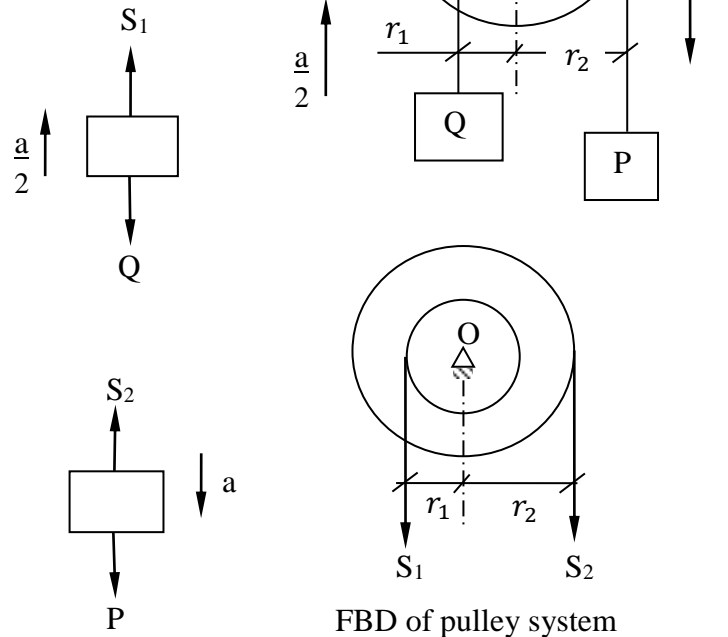 S₁
a
2
Q
r₁
r₂
a
2
Q
P
S₂
a
P
O
r₁
r₂
S₁
S₂
FBD of pulley system